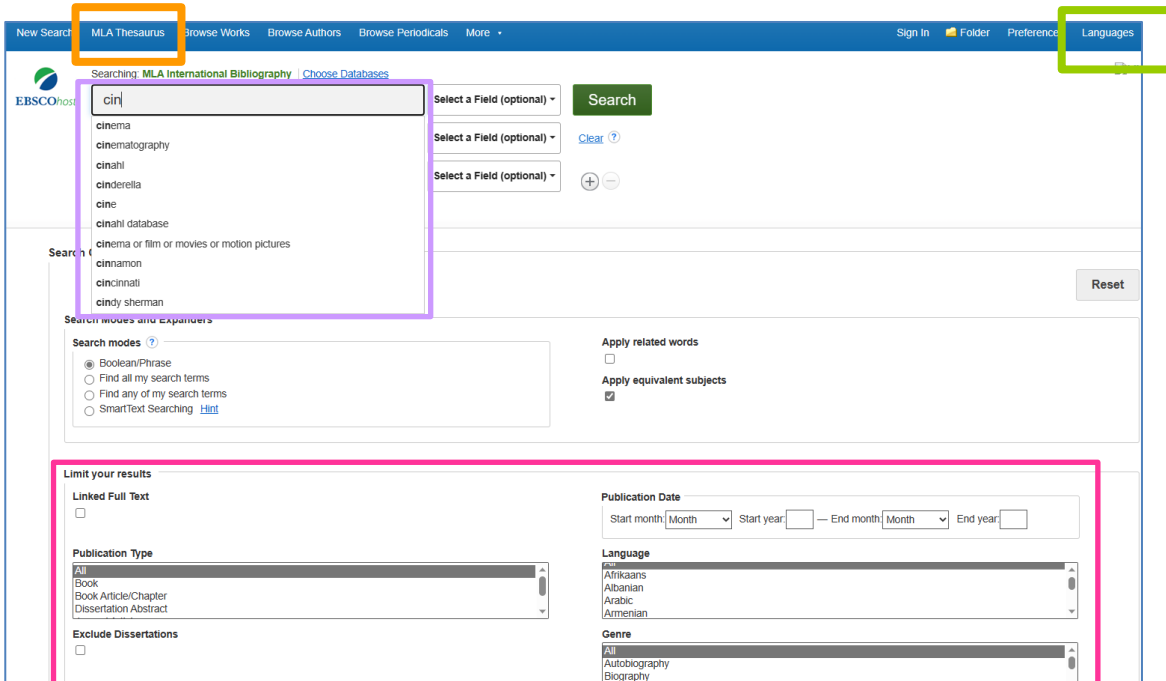 New Search MLA Thesaurus Browse Works Browse Authors Browse Periodicals More Sign In Folder Preference Languages
Searching: MLA International Bibliography Choose Databases
EBSCOhost
cin Select a Field (optional) Search
cinema
Select a Field (optional) Clear ?
cinematography
cinahl
Select a Field (optional)
cinderella
cine
cinahl database
cinema or film or movies or motion pictures
cinnamon
cincinnati
cindy sherman
Search
Reset
Search Modes and Expanders
Search modes ?
Boolean/Phrase
Find all my search terms
Find any of my search terms
SmartText Searching Hint
Apply related words
Apply equivalent subjects
Limit your results
Linked Full Text
Publication Date
Start month: Month Start year: — End month: Month End year:
Publication Type
All
Book
Book Article/Chapter
Dissertation Abstract
Language
All
Afrikaans
Albanian
Arabic
Armenian
Exclude Dissertations
Genre
All
Autobiography
Biography